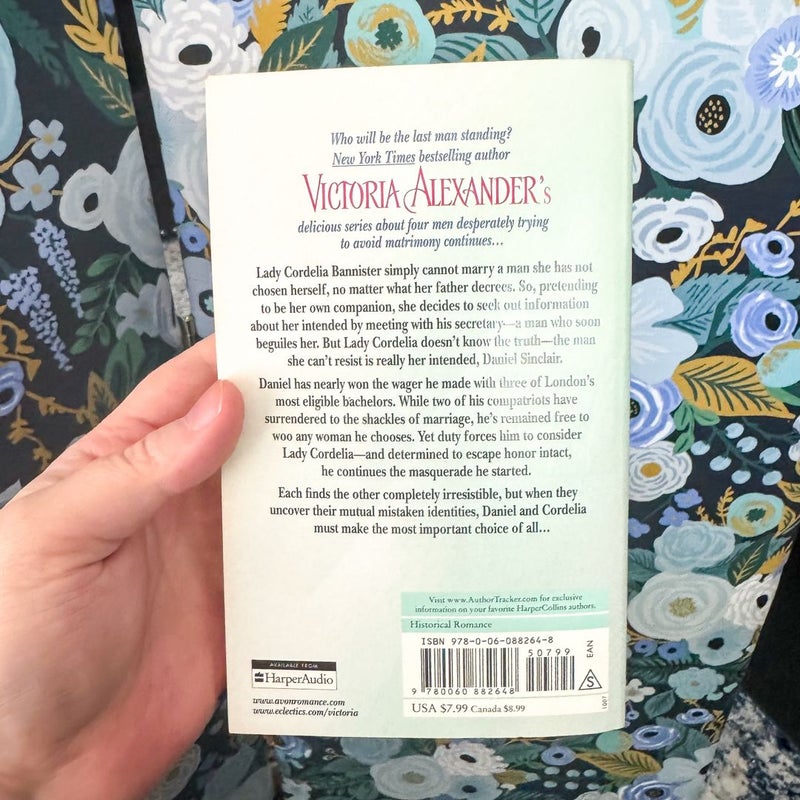 Who will be the last man standing?
New York Times bestselling author
VICTORIA ALEXANDER's
delicious series about four men desperately trying
to avoid matrimony continues...
Lady Cordelia Bannister simply cannot marry a man she has not
chosen herself, no matter what her father decrees. So, pretending
to be her own companion, she decides to seek out information
about her intended by meeting with his secretary—a man who soon
beguiles her. But Lady Cordelia doesn't know the truth—the man
she can't resist is really her intended, Daniel Sinclair.
Daniel has nearly won the wager he made with three of London's
most eligible bachelors. While two of his compatriots have
surrendered to the shackles of marriage, he's remained free to
woo any woman he chooses. Yet duty forces him to consider
Lady Cordelia—and determined to escape honor intact,
he continues the masquerade he started.
Each finds the other completely irresistible, but when they
uncover their mutual mistaken identities, Daniel and Cordelia
must make the most important choice of all...
Visit www.AuthorTracker.com for exclusive
information on your favorite HarperCollins authors.
Historical Romance
ISBN 978-0-06-088264-8
50799
EAN
S
9 780060 882648
USA $7.99 Canada $8.99
1007
AVAILABLE FROM
HarperAudio
www.avonromance.com
www.eclectics.com/victoria